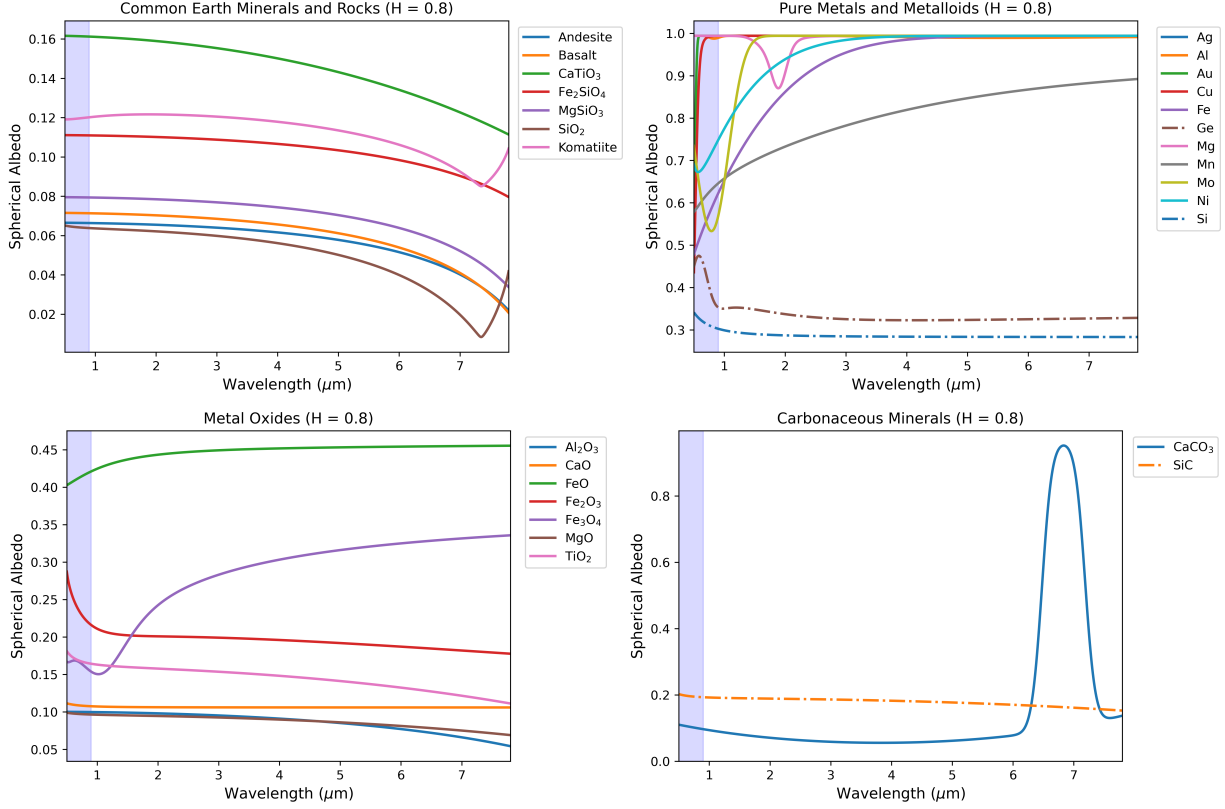 Common Earth Minerals and Rocks (H = 0.8)
Spherical Albedo
0.16
0.14
0.12
0.10
0.08
0.06
0.04
0.02
1 2 3 4 5 6 7
Wavelength (μm)
Andesite
Basalt
CaTiO₃
Fe₂SiO₄
MgSiO₃
SiO₂
Komatiite
Pure Metals and Metalloids (H = 0.8)
Spherical Albedo
1.0
0.9
0.8
0.7
0.6
0.5
0.4
0.3
1 2 3 4 5 6 7
Wavelength (μm)
Ag
Al
Au
Cu
Fe
Ge
Mg
Mn
Mo
Ni
Si
Metal Oxides (H = 0.8)
Spherical Albedo
0.45
0.40
0.35
0.30
0.25
0.20
0.15
0.10
0.05
1 2 3 4 5 6 7
Wavelength (μm)
Al₂O₃
CaO
FeO
Fe₂O₃
Fe₃O₄
MgO
TiO₂
Carbonaceous Minerals (H = 0.8)
Spherical Albedo
0.8
0.6
0.4
0.2
0.0
1 2 3 4 5 6 7
Wavelength (μm)
CaCO₃
SiC